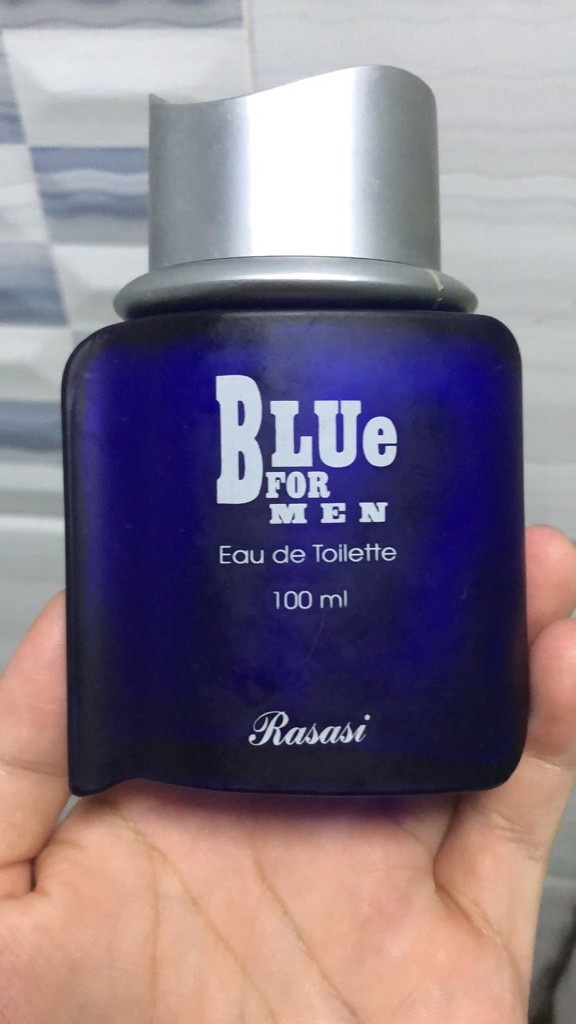 BLUe
FOR
MEN
Eau de Toilette
100 ml
Rasasi